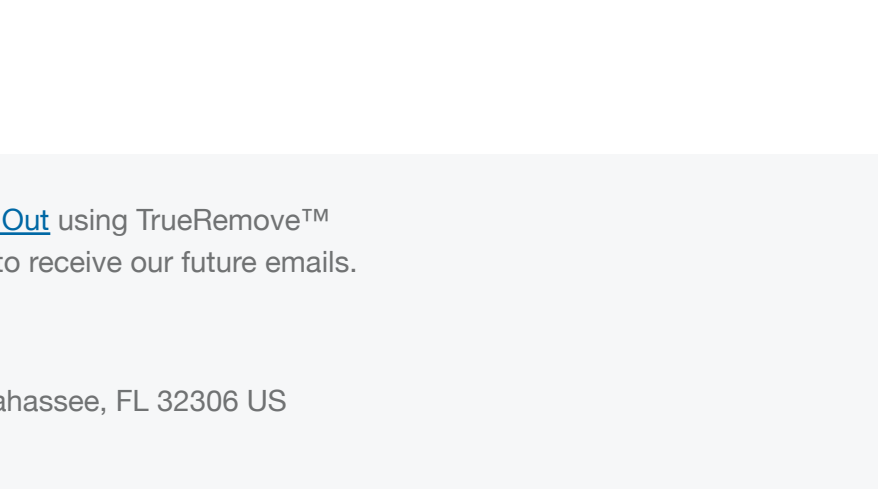 Out using TrueRemove™
to receive our future emails.
ahassee, FL 32306 US